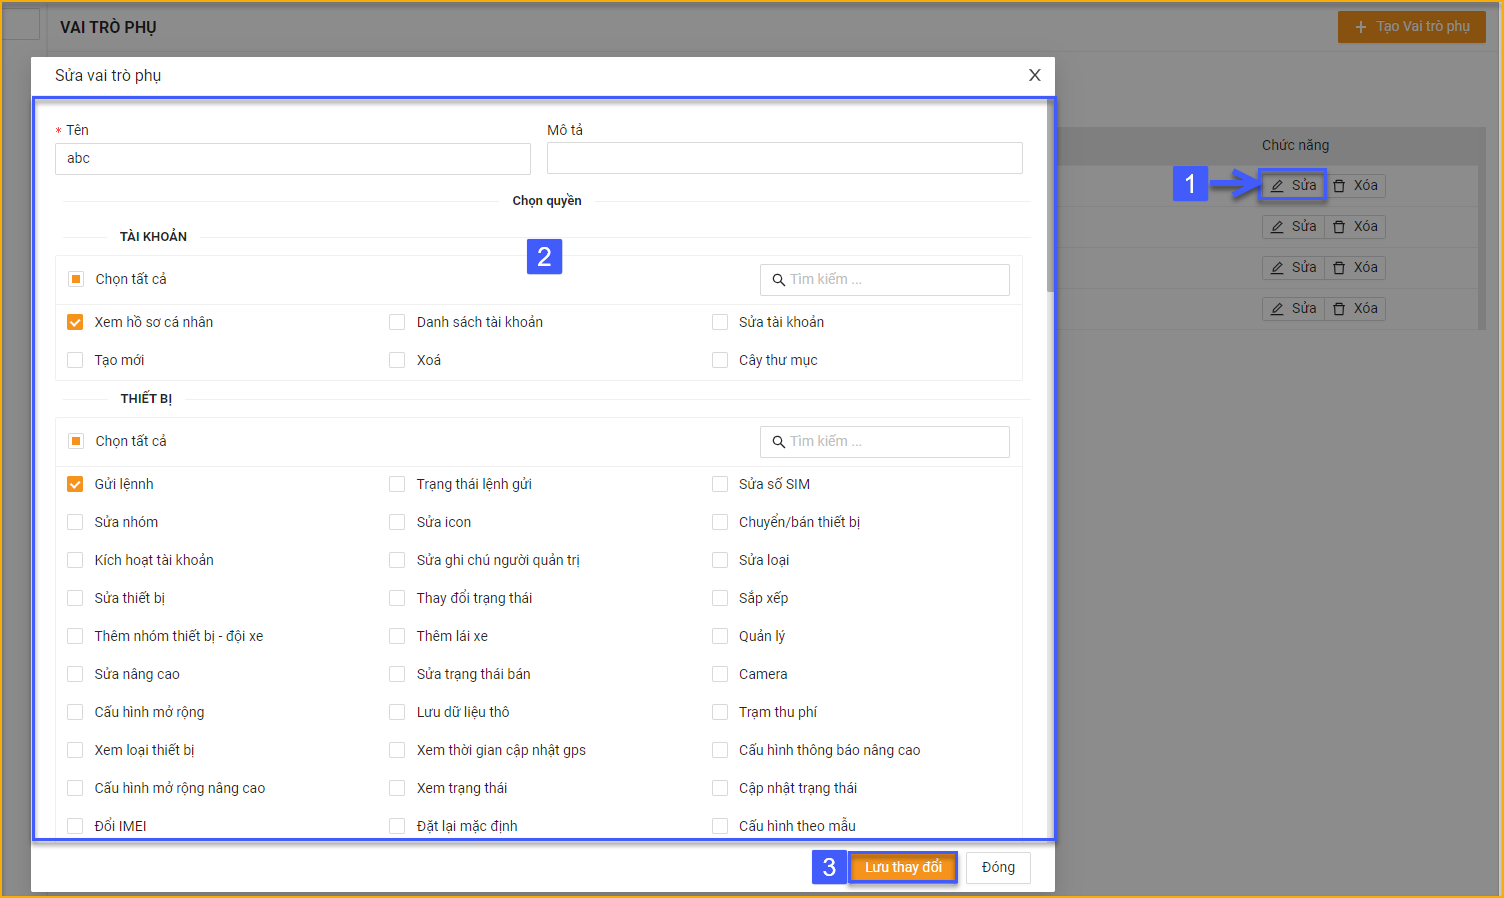 VAI TRÒ PHỤ
+ Tạo Vai trò phụ
Sửa vai trò phụ
X
* Tên
Mô tả
abc
Chức năng
1
Sửa Xóa
Sửa Xóa
Sửa Xóa
Sửa Xóa
Chọn quyền
TÀI KHOẢN
2
Chọn tất cả
Tìm kiếm ...
Xem hồ sơ cá nhân
Danh sách tài khoản
Sửa tài khoản
Tạo mới
Xoá
Cây thư mục
THIẾT BỊ
Chọn tất cả
Tìm kiếm ...
Gửi lệnnh
Trạng thái lệnh gửi
Sửa số SIM
Sửa nhóm
Sửa icon
Chuyển/bán thiết bị
Kích hoạt tài khoản
Sửa ghi chú người quản trị
Sửa loại
Sửa thiết bị
Thay đổi trạng thái
Sắp xếp
Thêm nhóm thiết bị - đội xe
Thêm lái xe
Quản lý
Sửa nâng cao
Sửa trạng thái bán
Camera
Cấu hình mở rộng
Lưu dữ liệu thô
Trạm thu phí
Xem loại thiết bị
Xem thời gian cập nhật gps
Cấu hình thông báo nâng cao
Cấu hình mở rộng nâng cao
Xem trạng thái
Cập nhật trạng thái
Đổi IMEI
Đặt lại mặc định
Cấu hình theo mẫu
3
Lưu thay đổi
Đóng